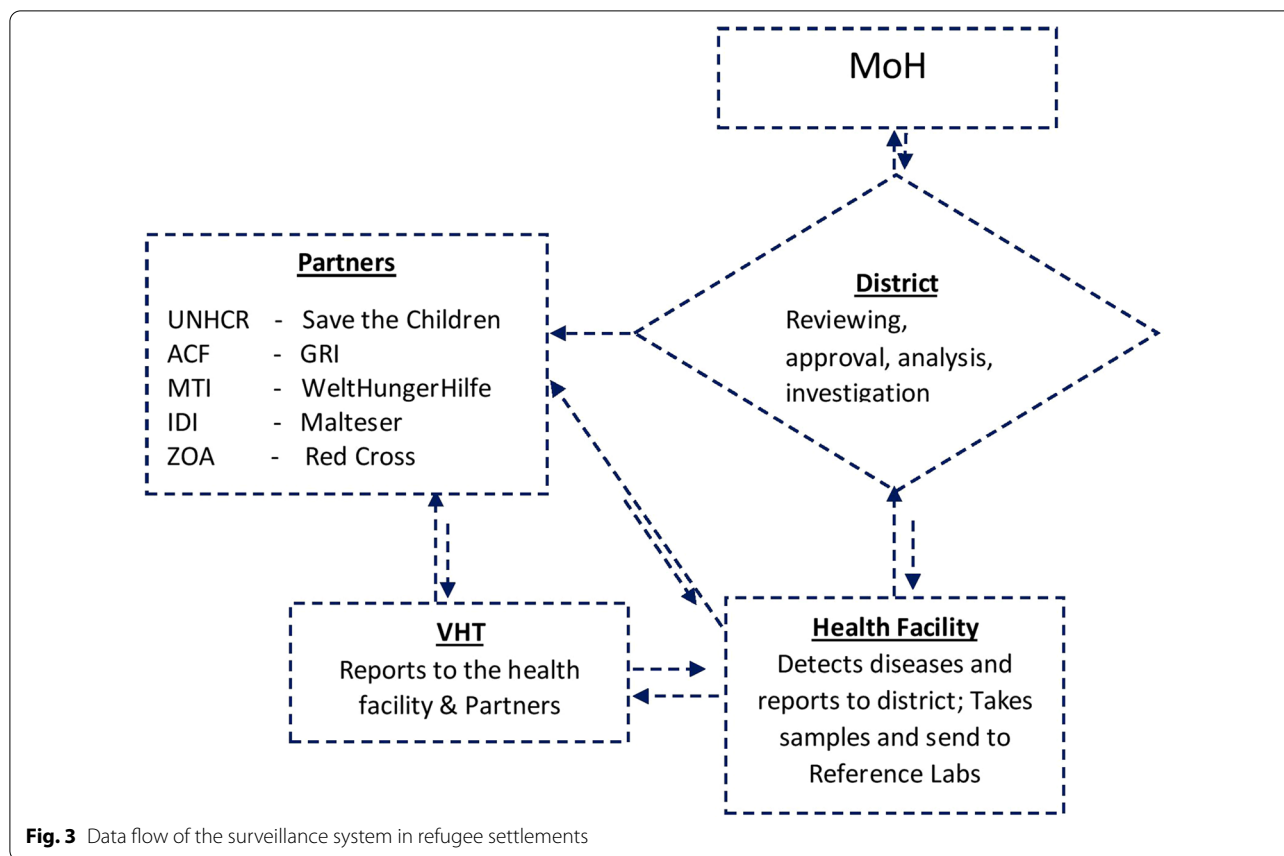 MoH
Partners
UNHCR - Save the Children
ACF - GRI
MTI - WeltHungerHilfe
IDI - Malteser
ZOA - Red Cross
District
Reviewing,
approval, analysis,
investigation
VHT
Reports to the health
facility & Partners
Health Facility
Detects diseases and
reports to district; Takes
samples and send to
Reference Labs
Fig. 3 Data flow of the surveillance system in refugee settlements